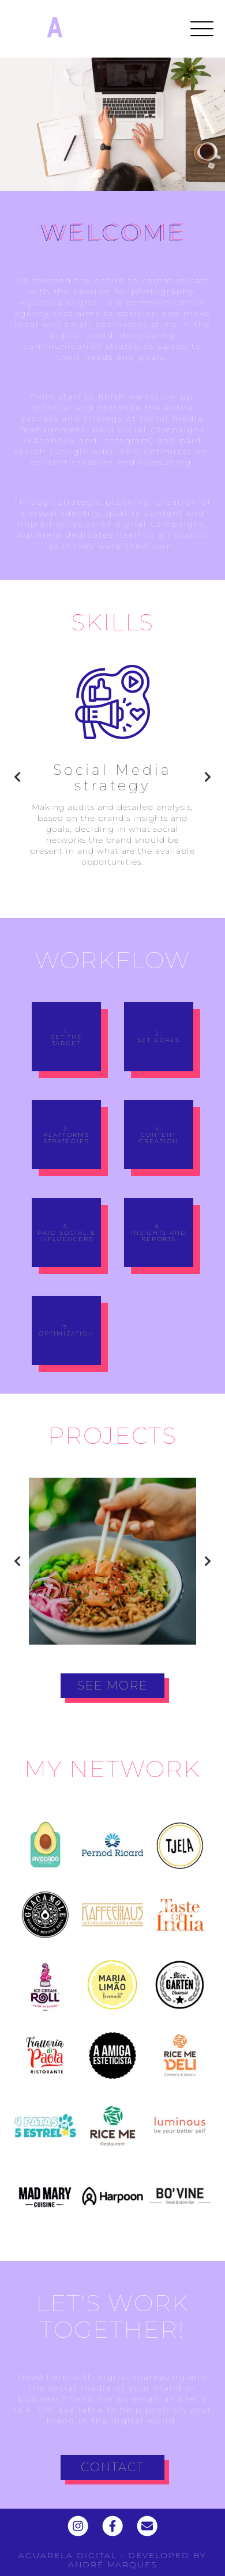 A
WELCOME
We meshed the desire to communicate
with the passion for photography.
Aguarela Digital is a communication
agency that aims to position and make
local and small businesses shine in the
digital world, developing
communication strategies suited to
their needs and goals.
From start to finish we follow up,
monitor and optimize the entire
process and strategy of social media
management, paid social campaigns
(Facebook and Instagram) and paid
search (Google Ads), SEO optimization,
content creation and consulting.
Through strategic planning, creation of
a visual identity, quality content and
implementation of digital campaigns,
Aguarela dedicates itself to all brands
as if they were their own.
SKILLS
Social Media
strategy
Making audits and detailed analysis,
based on the brand's insights and
goals, deciding in what social
networks the brand should be
present in and what are the available
opportunities.
WORKFLOW
1.
SET THE
TARGET
2.
SET GOALS
3.
PLATFORMS
STRATEGIES
4.
CONTENT
CREATION
5.
PAID SOCIAL &
INFLUENCERS
6.
INSIGHTS AND
REPORTS
7.
OPTIMIZATION
PROJECTS
SEE MORE
MY NETWORK
AVOCADO
Pernod Ricard
TJELA
GUACAMOLE
KAFFEEHAUS
Taste
of
India
ICE CREAM
ROLL
MARIA
LIMÃO
Bier
GARTEN
Trattoria
di
Paola
RISTORANTE
A AMIGA
ESTETICISTA
RICE ME
DELI
4 PATAS
5 ESTRELAS
RICE ME
Restaurant
luminous
be your better self
MAD MARY
CUISINE
Harpoon
BO'VINE
LET'S WORK
TOGETHER!
Need help with digital marketing and
the social media of your brand or
business? Send me an email and let's
talk. I'm available to help position your
brand in the digital world.
CONTACT
AGUARELA DIGITAL - DEVELOPED BY
ANDRÉ MARQUES